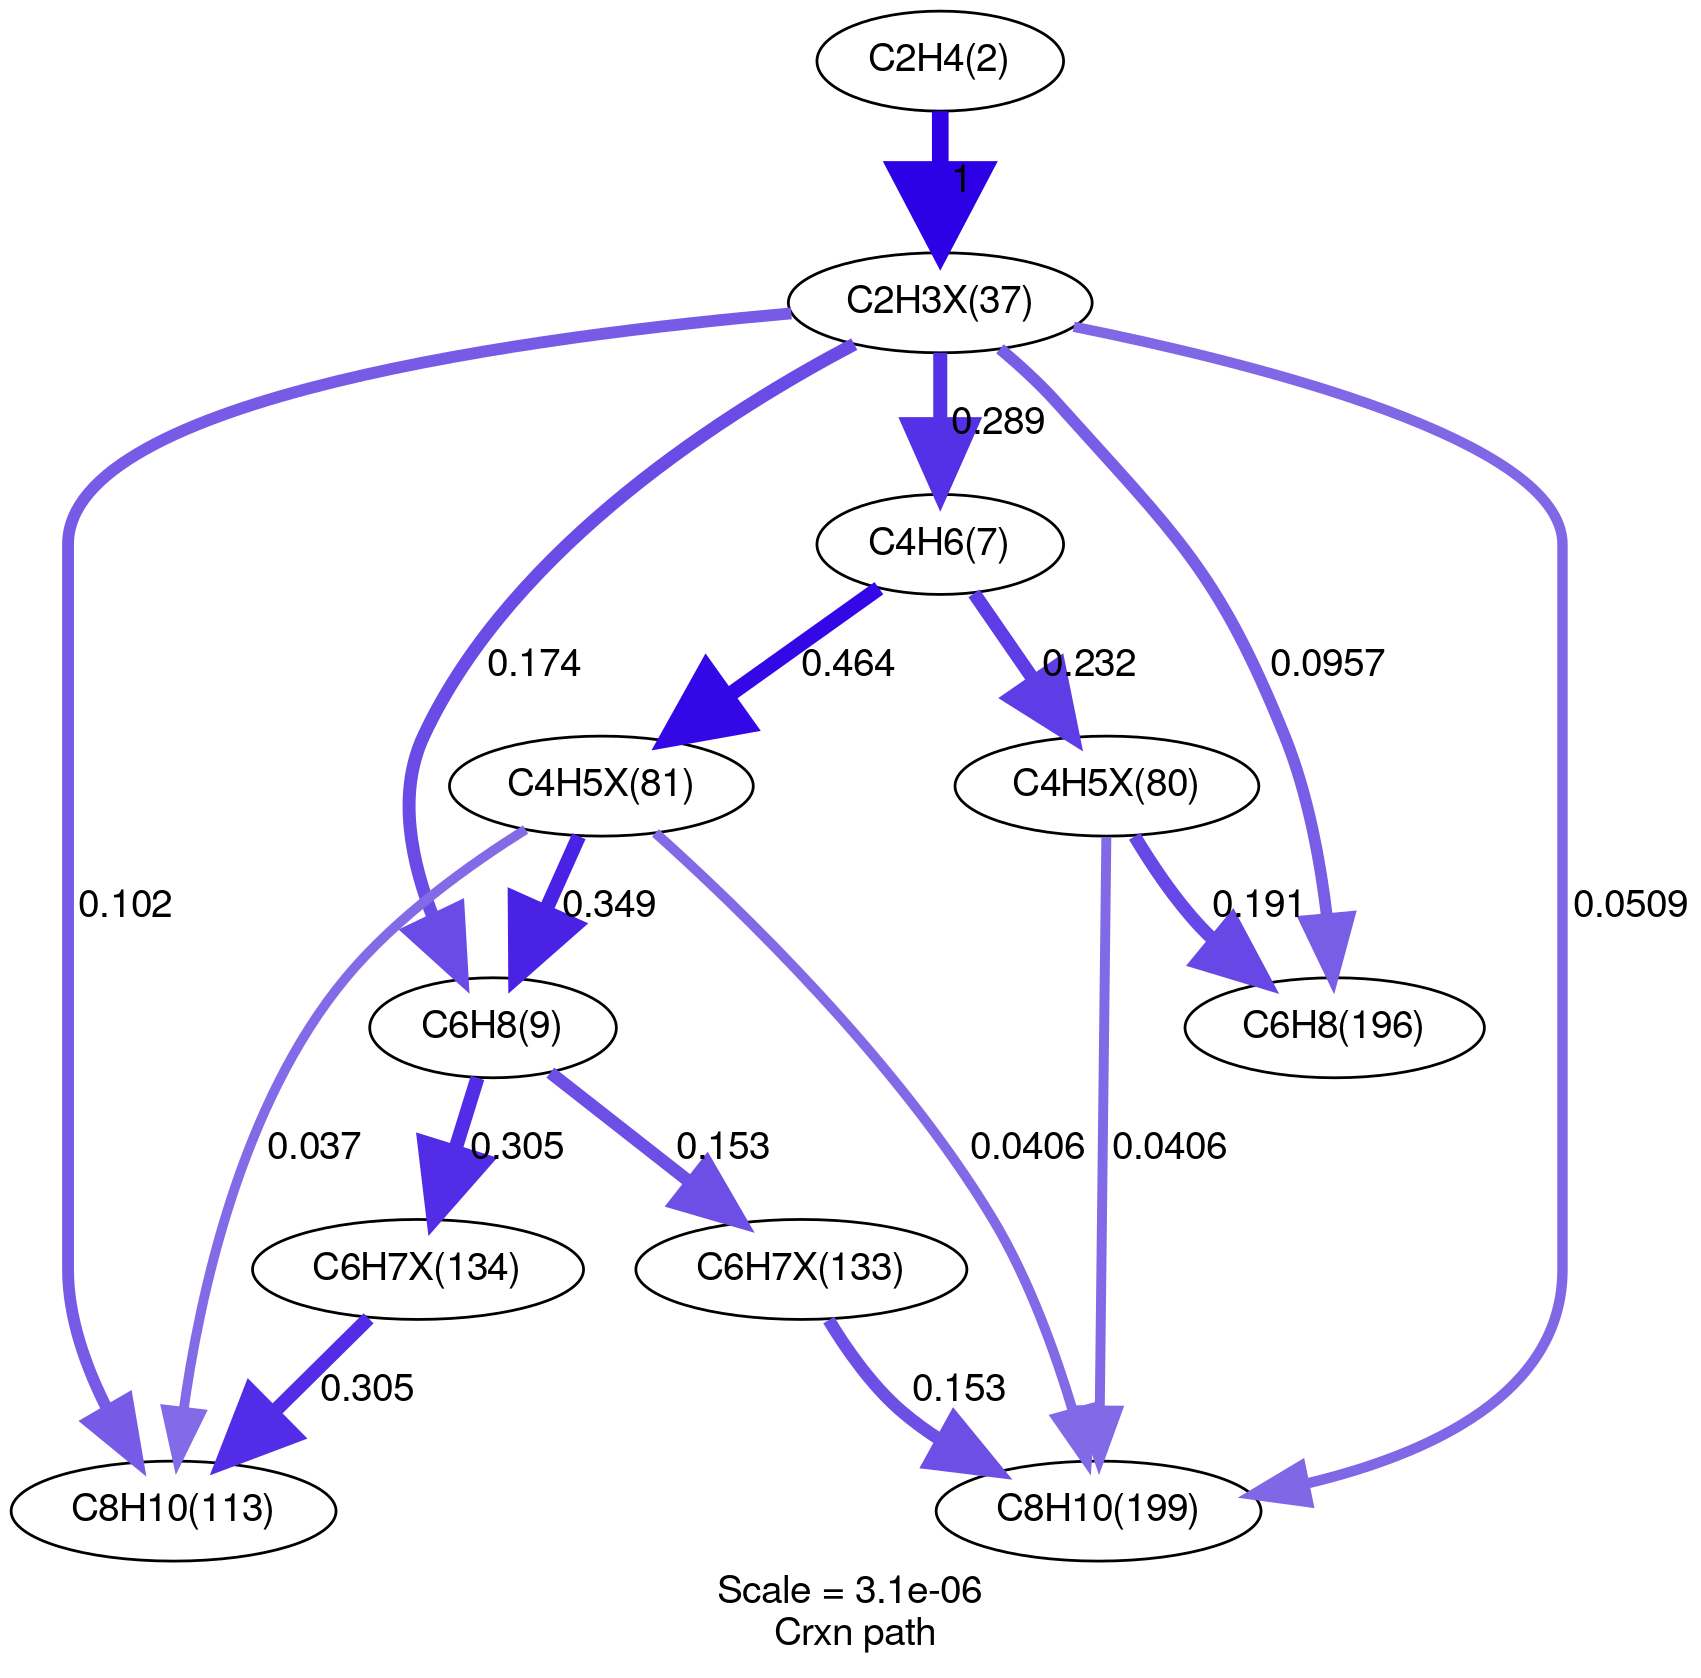 C2H4(2)
1
C2H3X(37)
0.289
C4H6(7)
0.174
0.464
0.232
0.0957
C4H5X(81)
C4H5X(80)
0.102
0.349
0.191
0.0509
C6H8(9)
C6H8(196)
0.037
0.305
0.153
0.0406
0.0406
C6H7X(134)
C6H7X(133)
0.305
0.153
C8H10(113)
C8H10(199)
Scale = 3.1e-06
Crxn path